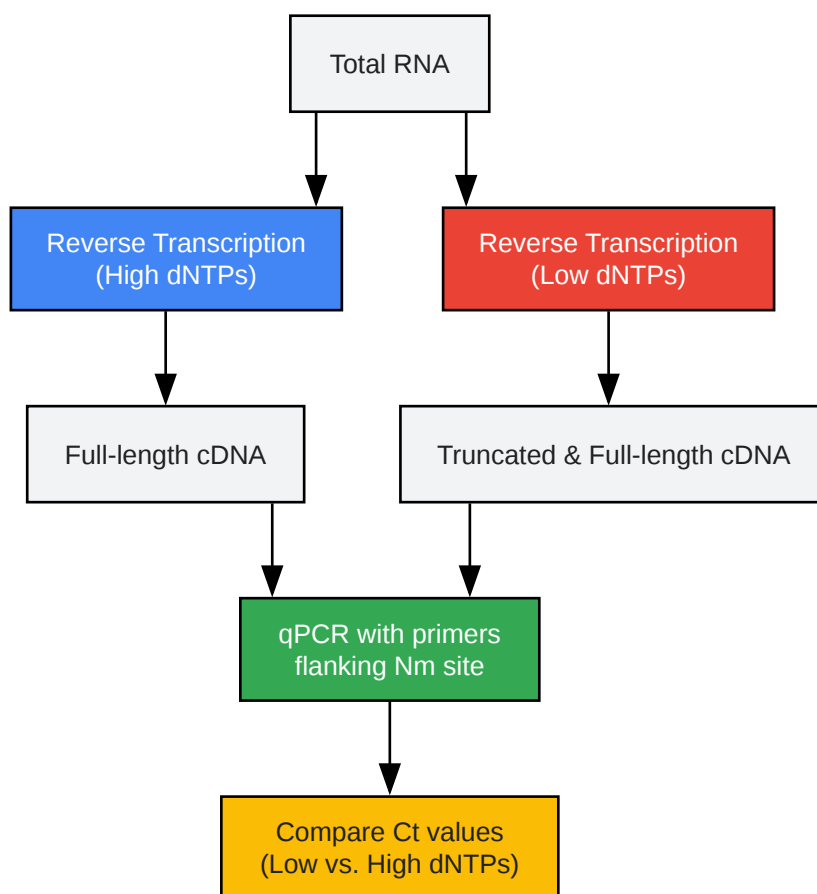 Total RNA
Reverse Transcription
(High dNTPs)
Reverse Transcription
(Low dNTPs)
Full-length cDNA
Truncated & Full-length cDNA
qPCR with primers
flanking Nm site
Compare Ct values
(Low vs. High dNTPs)